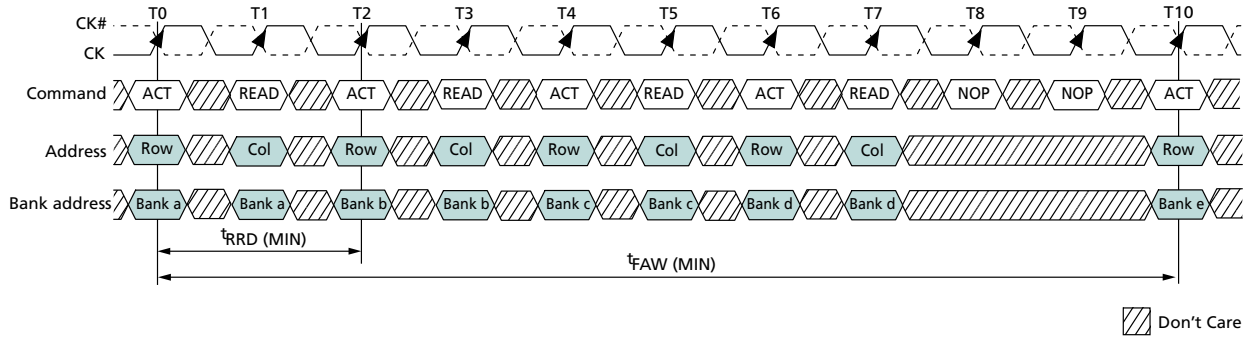 T0 T1 T2 T3 T4 T5 T6 T7 T8 T9 T10
CK#
CK
Command ACT READ ACT READ ACT READ ACT READ NOP NOP ACT
Address Row Col Row Col Row Col Row Col Row
Bank address Bank a Bank a Bank b Bank b Bank c Bank c Bank d Bank d Bank e
tRRD (MIN)
tFAW (MIN)
Don't Care